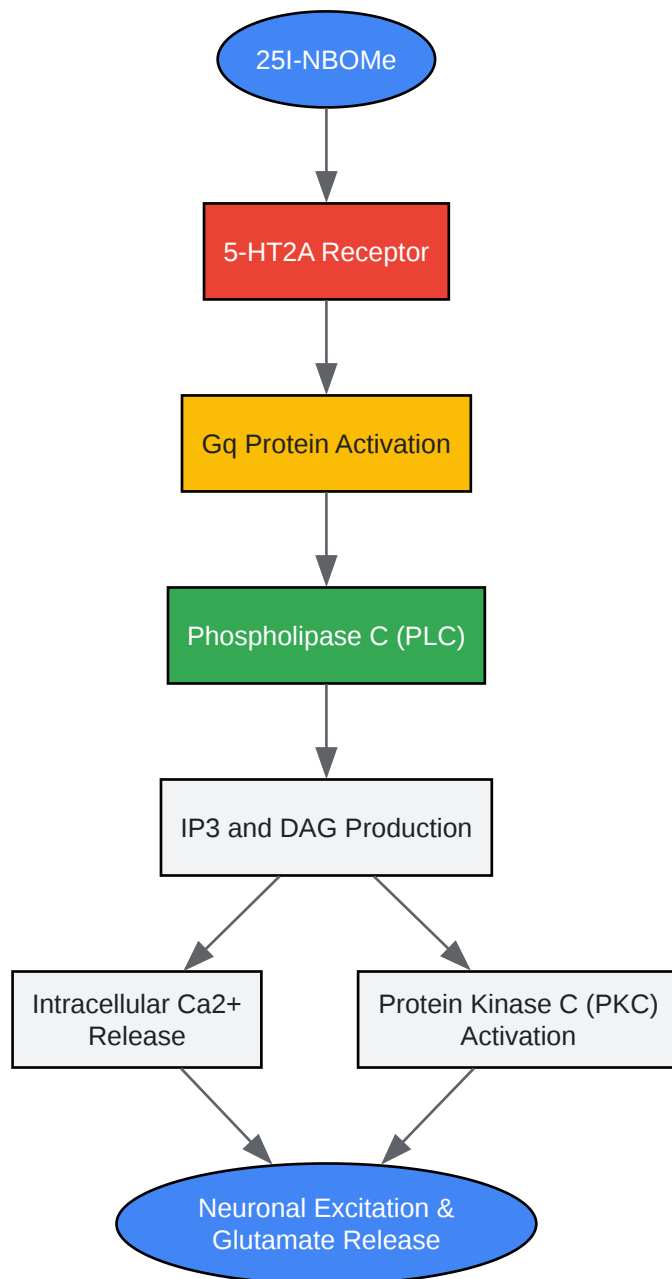 25I-NBOMe
5-HT2A Receptor
Gq Protein Activation
Phospholipase C (PLC)
IP3 and DAG Production
Intracellular Ca2+
Release
Protein Kinase C (PKC)
Activation
Neuronal Excitation &
Glutamate Release